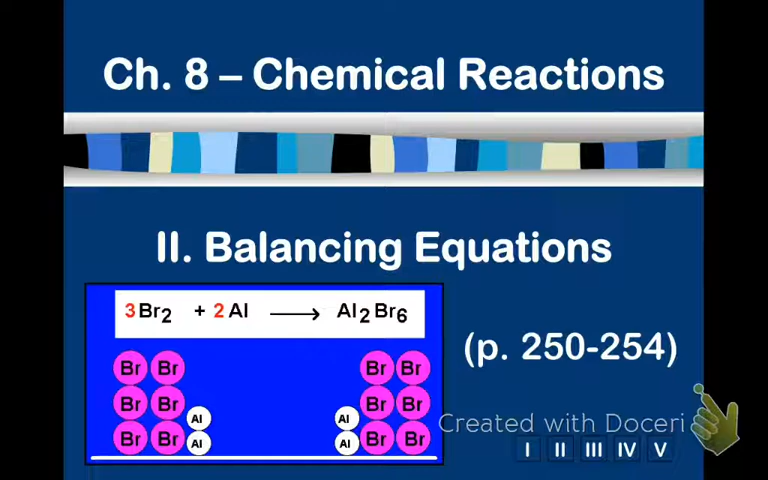 Ch. 8 – Chemical Reactions
II. Balancing Equations
3Br2 + 2Al ⟶ Al2Br6
(p. 250-254)
Br Br Br Br
Al Al
Br Br Br Br
Created with Doceri
Br Br Al Al Br Br
I II III IV V